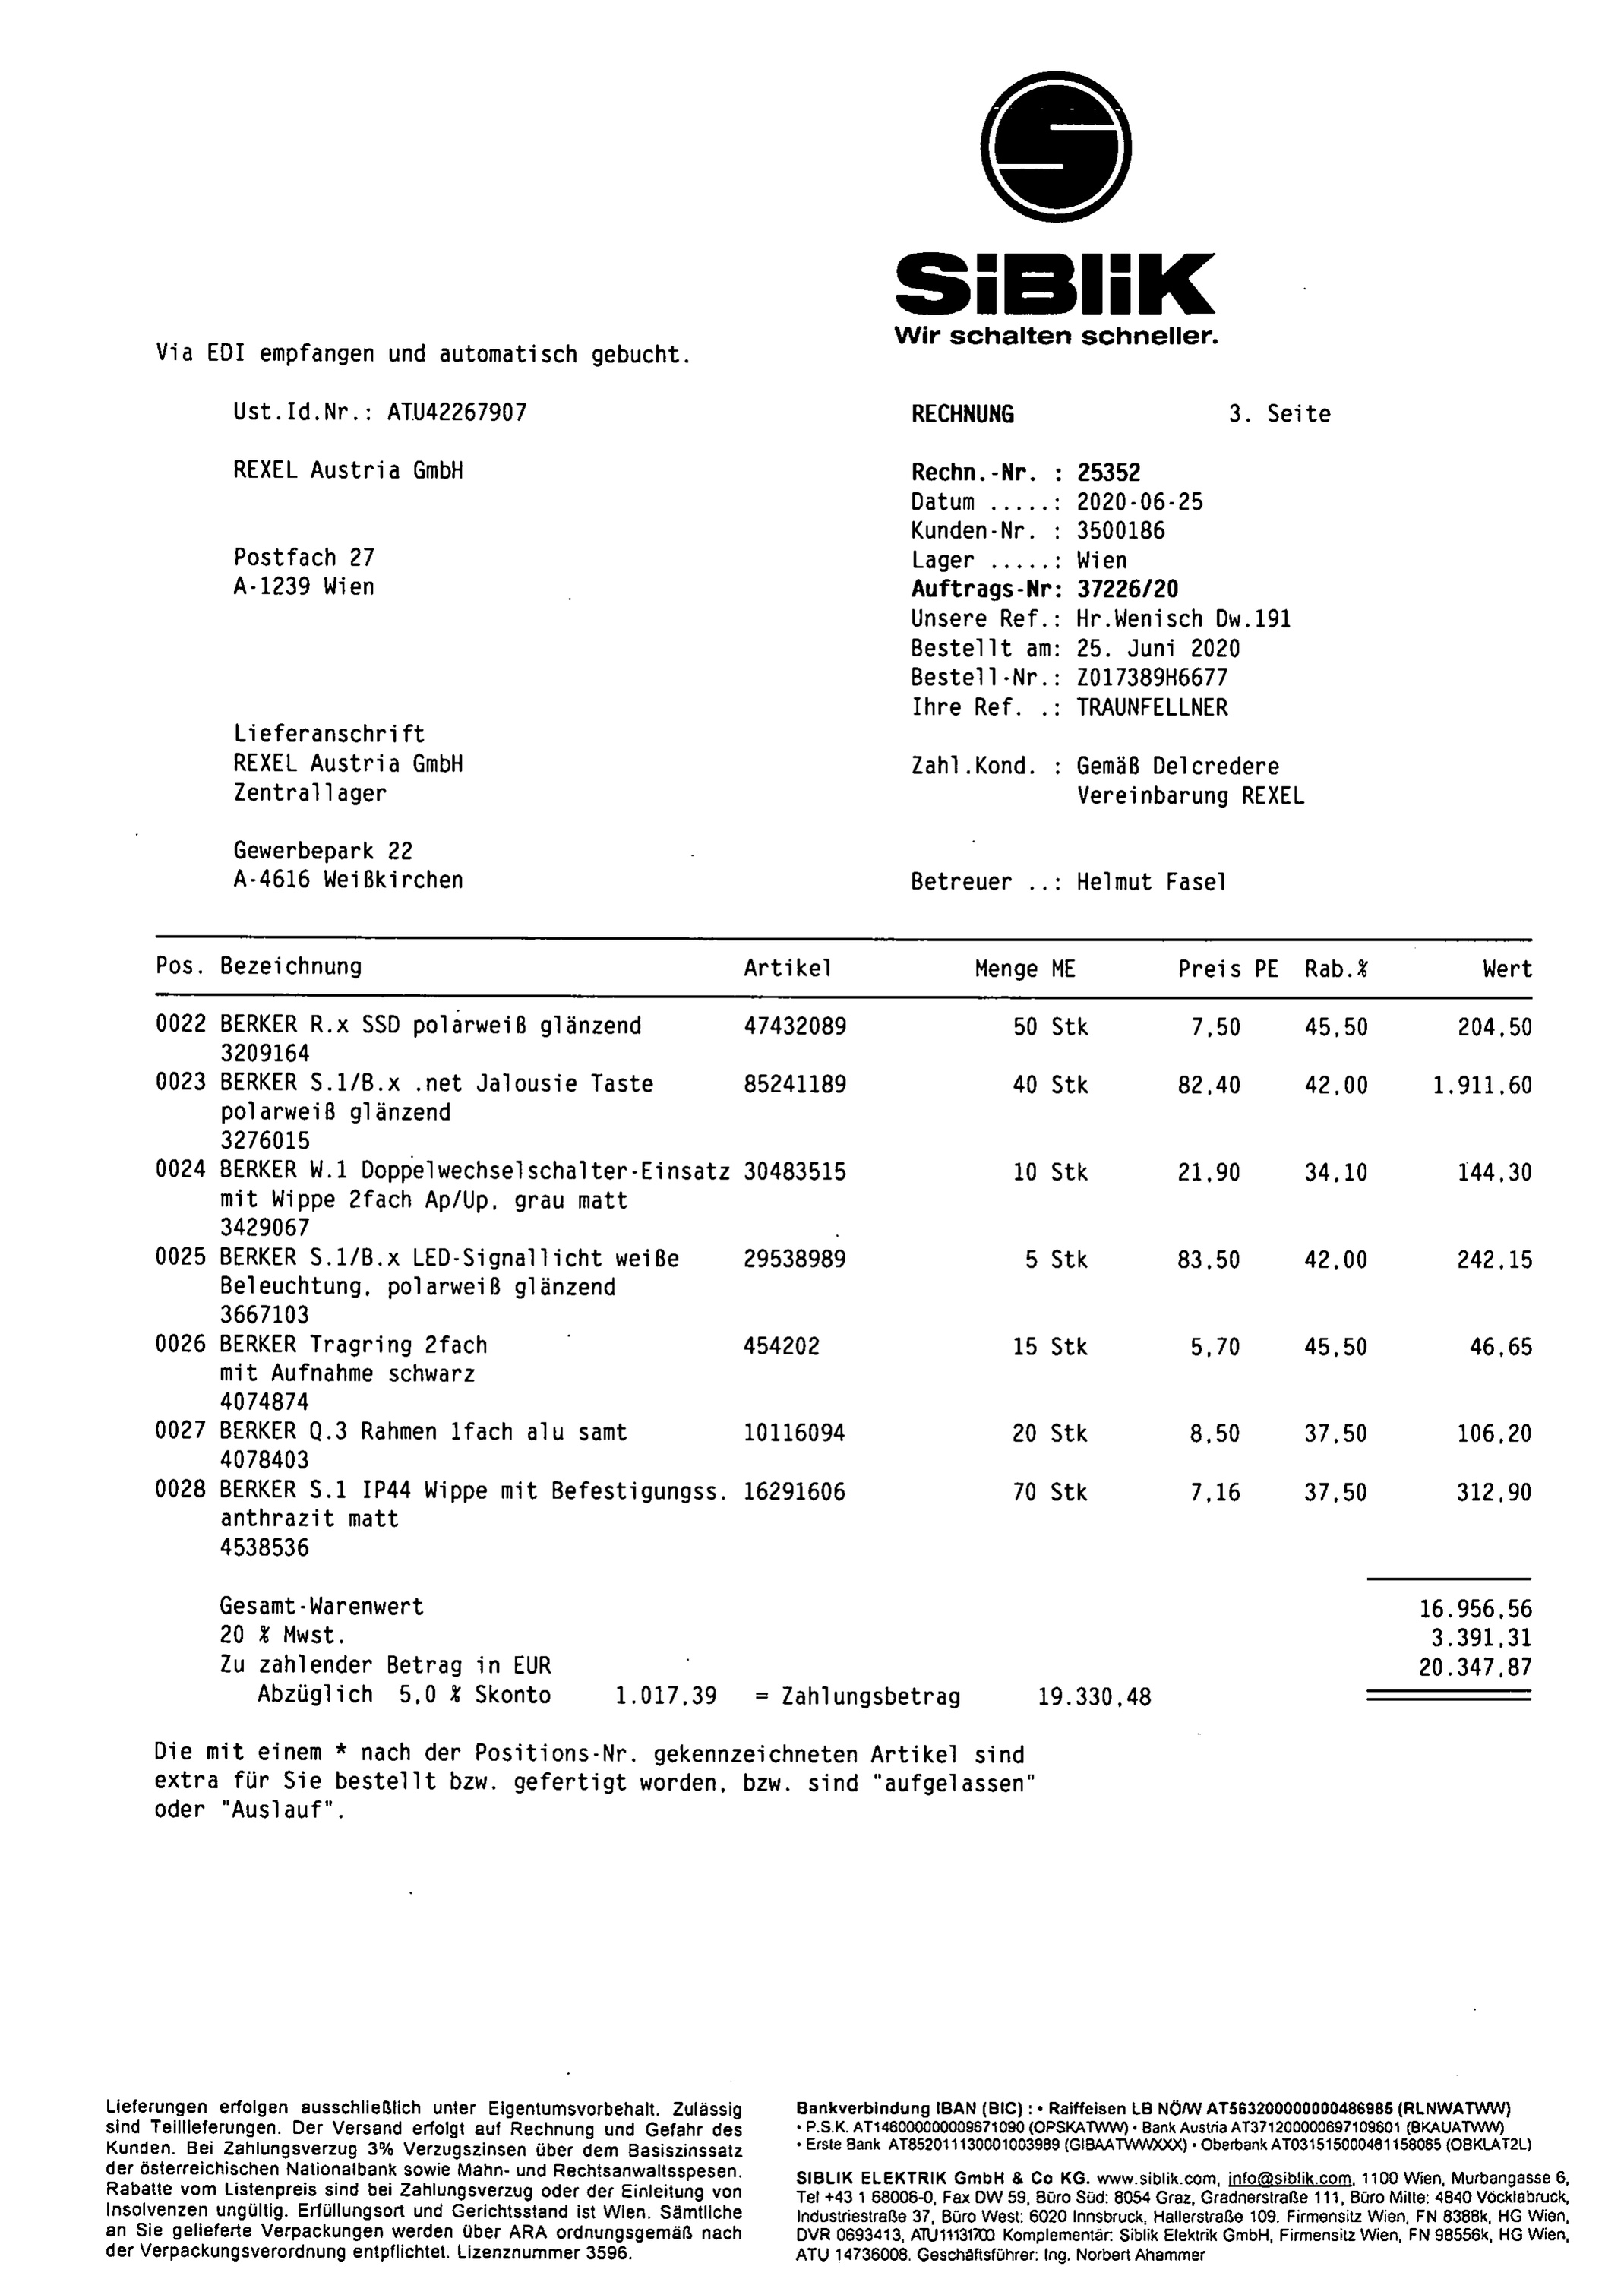 SiBliK
Wir schalten schneller.
Via EDI empfangen und automatisch gebucht.
Ust.Id.Nr.: ATU42267907
RECHNUNG 3. Seite
REXEL Austria GmbH
Rechn.-Nr. : 25352
Datum .....: 2020-06-25
Kunden-Nr. : 3500186
Postfach 27
Lager .....: Wien
A-1239 Wien
Auftrags-Nr: 37226/20
Unsere Ref.: Hr.Wenisch Dw.191
Bestellt am: 25. Juni 2020
Bestell-Nr.: Z017389H6677
Ihre Ref. .: TRAUNFELLNER
Lieferanschrift
REXEL Austria GmbH
Zahl.Kond. : Gemäß Delcredere
Zentrallager
Vereinbarung REXEL
Gewerbepark 22
A-4616 Weißkirchen
Betreuer ..: Helmut Fasel
Pos. Bezeichnung Artikel Menge ME Preis PE Rab.% Wert
0022 BERKER R.x SSD polarweiß glänzend 47432089 50 Stk 7,50 45,50 204,50
3209164
0023 BERKER S.1/B.x .net Jalousie Taste 85241189 40 Stk 82,40 42,00 1.911,60
polarweiß glänzend
3276015
0024 BERKER W.1 Doppelwechselschalter-Einsatz 30483515 10 Stk 21,90 34,10 144,30
mit Wippe 2fach Ap/Up, grau matt
3429067
0025 BERKER S.1/B.x LED-Signallicht weiße 29538989 5 Stk 83,50 42,00 242,15
Beleuchtung, polarweiß glänzend
3667103
0026 BERKER Tragring 2fach 454202 15 Stk 5,70 45,50 46,65
mit Aufnahme schwarz
4074874
0027 BERKER Q.3 Rahmen 1fach alu samt 10116094 20 Stk 8,50 37,50 106,20
4078403
0028 BERKER S.1 IP44 Wippe mit Befestigungss. 16291606 70 Stk 7,16 37,50 312,90
anthrazit matt
4538536
Gesamt-Warenwert 16.956,56
20 % Mwst. 3.391,31
Zu zahlender Betrag in EUR 20.347,87
Abzüglich 5,0 % Skonto 1.017,39 = Zahlungsbetrag 19.330,48
Die mit einem * nach der Positions-Nr. gekennzeichneten Artikel sind
extra für Sie bestellt bzw. gefertigt worden, bzw. sind "aufgelassen"
oder "Auslauf".
Lieferungen erfolgen ausschließlich unter Eigentumsvorbehalt. Zulässig
sind Teillieferungen. Der Versand erfolgt auf Rechnung und Gefahr des
Kunden. Bei Zahlungsverzug 3% Verzugszinsen über dem Basiszinssatz
der österreichischen Nationalbank sowie Mahn- und Rechtsanwaltsspesen.
Rabatte vom Listenpreis sind bei Zahlungsverzug oder der Einleitung von
Insolvenzen ungültig. Erfüllungsort und Gerichtsstand ist Wien. Sämtliche
an Sie gelieferte Verpackungen werden über ARA ordnungsgemäß nach
der Verpackungsverordnung entpflichtet. Lizenznummer 3596.
Bankverbindung IBAN (BIC) : • Raiffeisen LB NÖ/W AT563200000000486985 (RLNWATWW)
• P.S.K. AT146000000009671090 (OPSKATWW) • Bank Austria AT371200000697109601 (BKAUATWW)
• Erste Bank AT852011130001003989 (GIBAATWWXXX) • Oberbank AT031515000461158065 (OBKLAT2L)
SIBLIK ELEKTRIK GmbH & Co KG. www.siblik.com, info@siblik.com, 1100 Wien, Murbangasse 6,
Tel +43 1 68006-0, Fax DW 59, Büro Süd: 8054 Graz, Gradnerstraße 111, Büro Mitte: 4840 Vöcklabruck,
Industriestraße 37, Büro West: 6020 Innsbruck, Hallerstraße 109. Firmensitz Wien, FN 8388k, HG Wien,
DVR 0693413, ATU11131700 Komplementär: Siblik Elektrik GmbH, Firmensitz Wien, FN 98556k, HG Wien,
ATU 14736008. Geschäftsführer: Ing. Norbert Ahammer